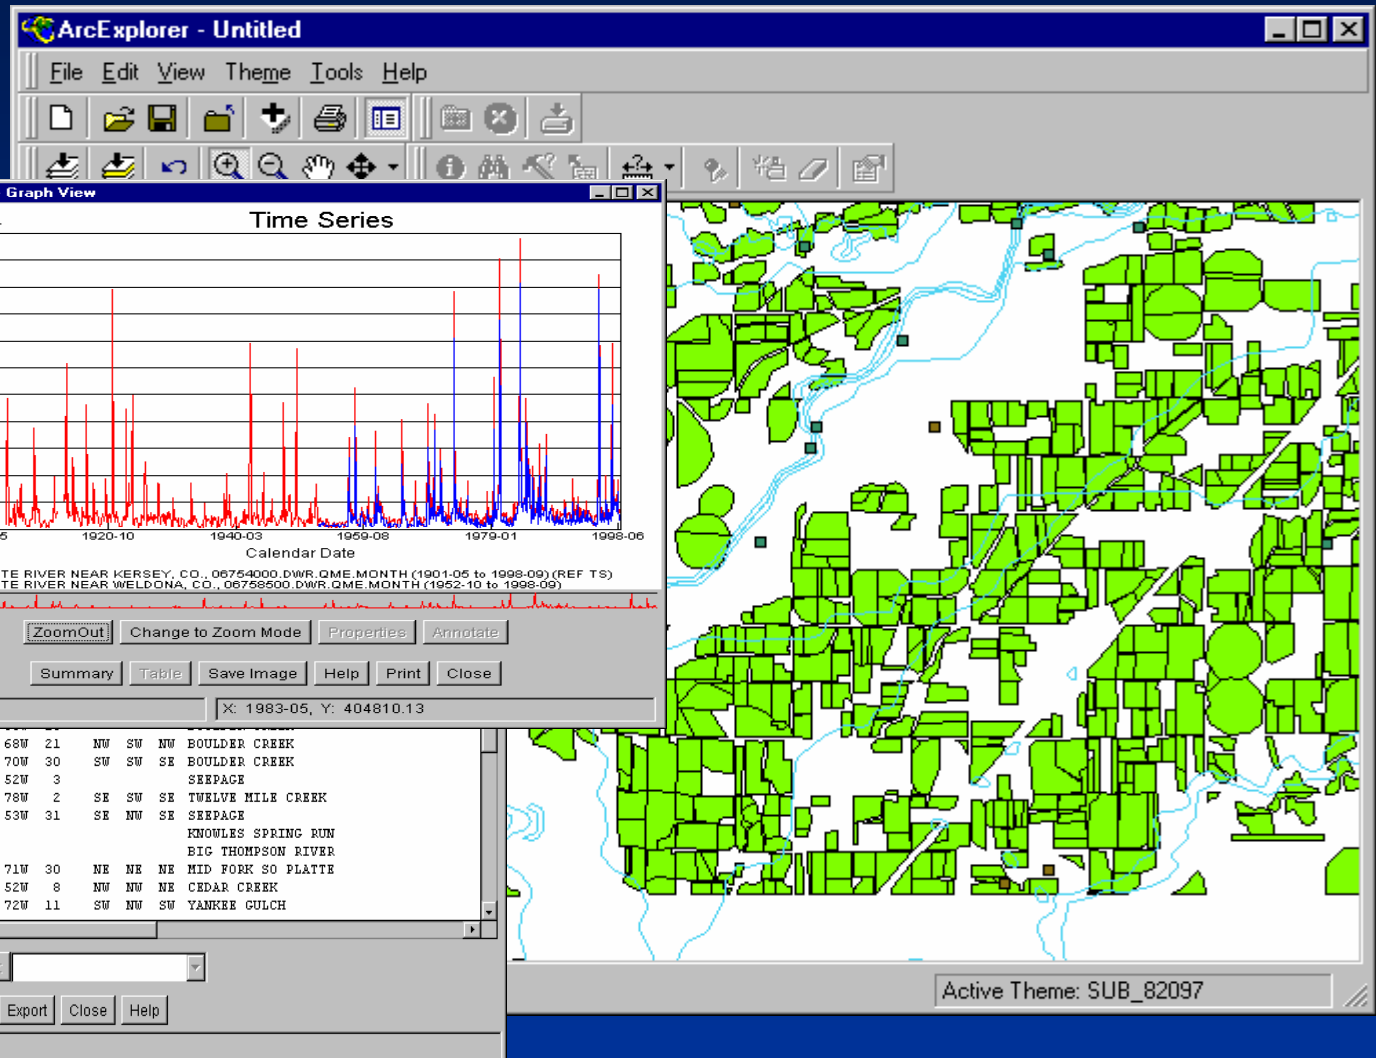 ArcExplorer - Untitled
File Edit View Theme Tools Help
Graph View
Time Series
5 1920-10 1940-03 1959-08 1979-01 1998-06
Calendar Date
TE RIVER NEAR KERSEY, CO., 06754000.DWR.QME.MONTH (1901-05 to 1998-09) (REF TS)
TE RIVER NEAR WELDONA, CO., 06758500.DWR.QME.MONTH (1952-10 to 1998-09)
ZoomOut Change to Zoom Mode Properties Annotate
Summary Table Save Image Help Print Close
X: 1983-05, Y: 404810.13
68W 21 NW SW NW BOULDER CREEK
70W 30 SW SW SE BOULDER CREEK
52W 3 SEEPAGE
78W 2 SE SW SE TWELVE MILE CREEK
53W 31 SE NW SE SEEPAGE
KNOWLES SPRING RUN
BIG THOMPSON RIVER
71W 30 NE NE NE MID FORK SO PLATTE
52W 8 NW NW NE CEDAR CREEK
72W 11 SW NW SW YANKEE GULCH
Export Close Help
Active Theme: SUB_82097